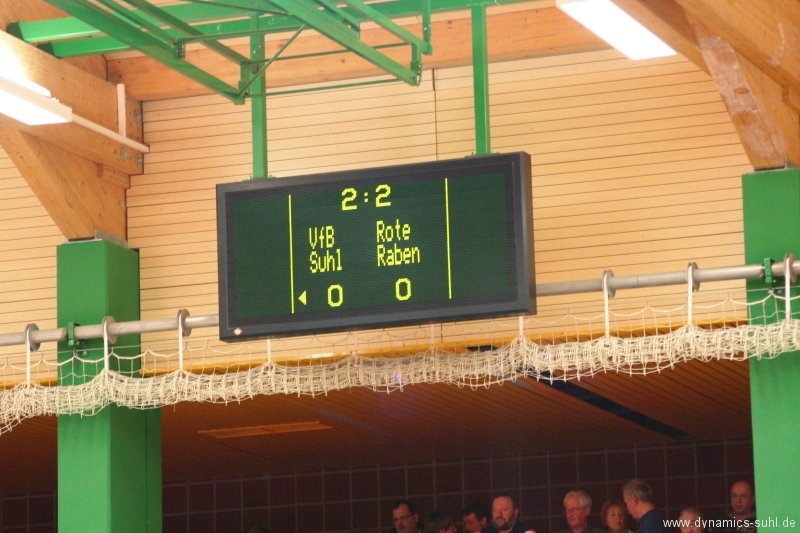 2:2
VfB Rote
Suhl Raben
0 0
www.dynamics-suhl.de